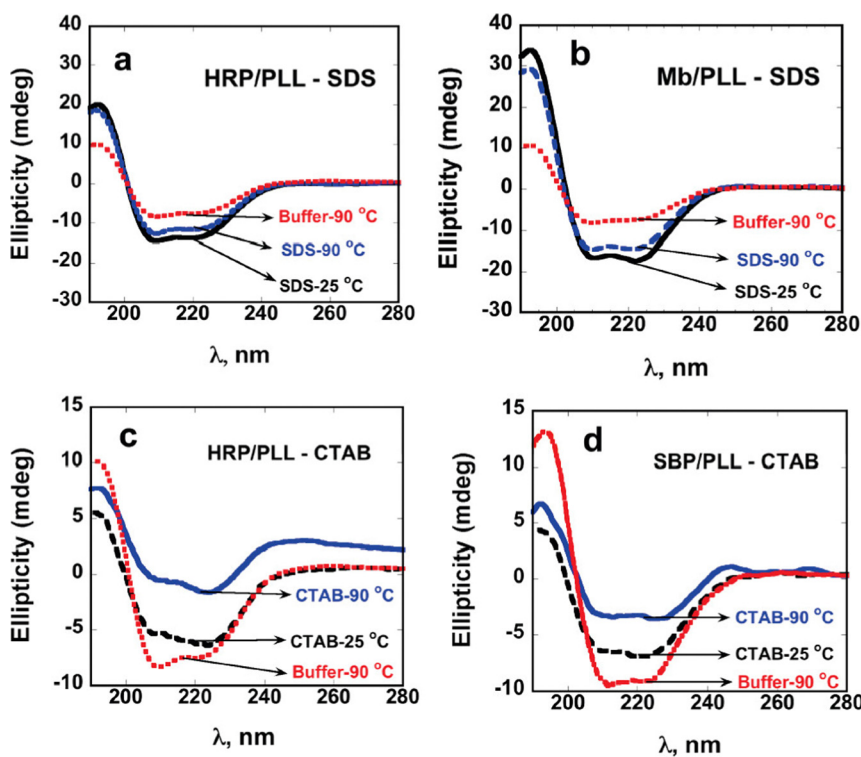 a
HRP/PLL - SDS
Ellipticity (mdeg)
40
30
20
10
0
-10
-20
-30
Buffer-90 °C
SDS-90 °C
SDS-25 °C
200 220 240 260 280
λ, nm
b
Mb/PLL - SDS
Ellipticity (mdeg)
40
30
20
10
0
-10
-20
-30
Buffer-90 °C
SDS-90 °C
SDS-25 °C
200 220 240 260 280
λ, nm
c
HRP/PLL - CTAB
Ellipticity (mdeg)
15
10
5
0
-5
-10
CTAB-90 °C
CTAB-25 °C
Buffer-90 °C
200 220 240 260 280
λ, nm
d
SBP/PLL - CTAB
Ellipticity (mdeg)
15
10
5
0
-5
-10
CTAB-90 °C
CTAB-25 °C
Buffer-90 °C
200 220 240 260 280
λ, nm